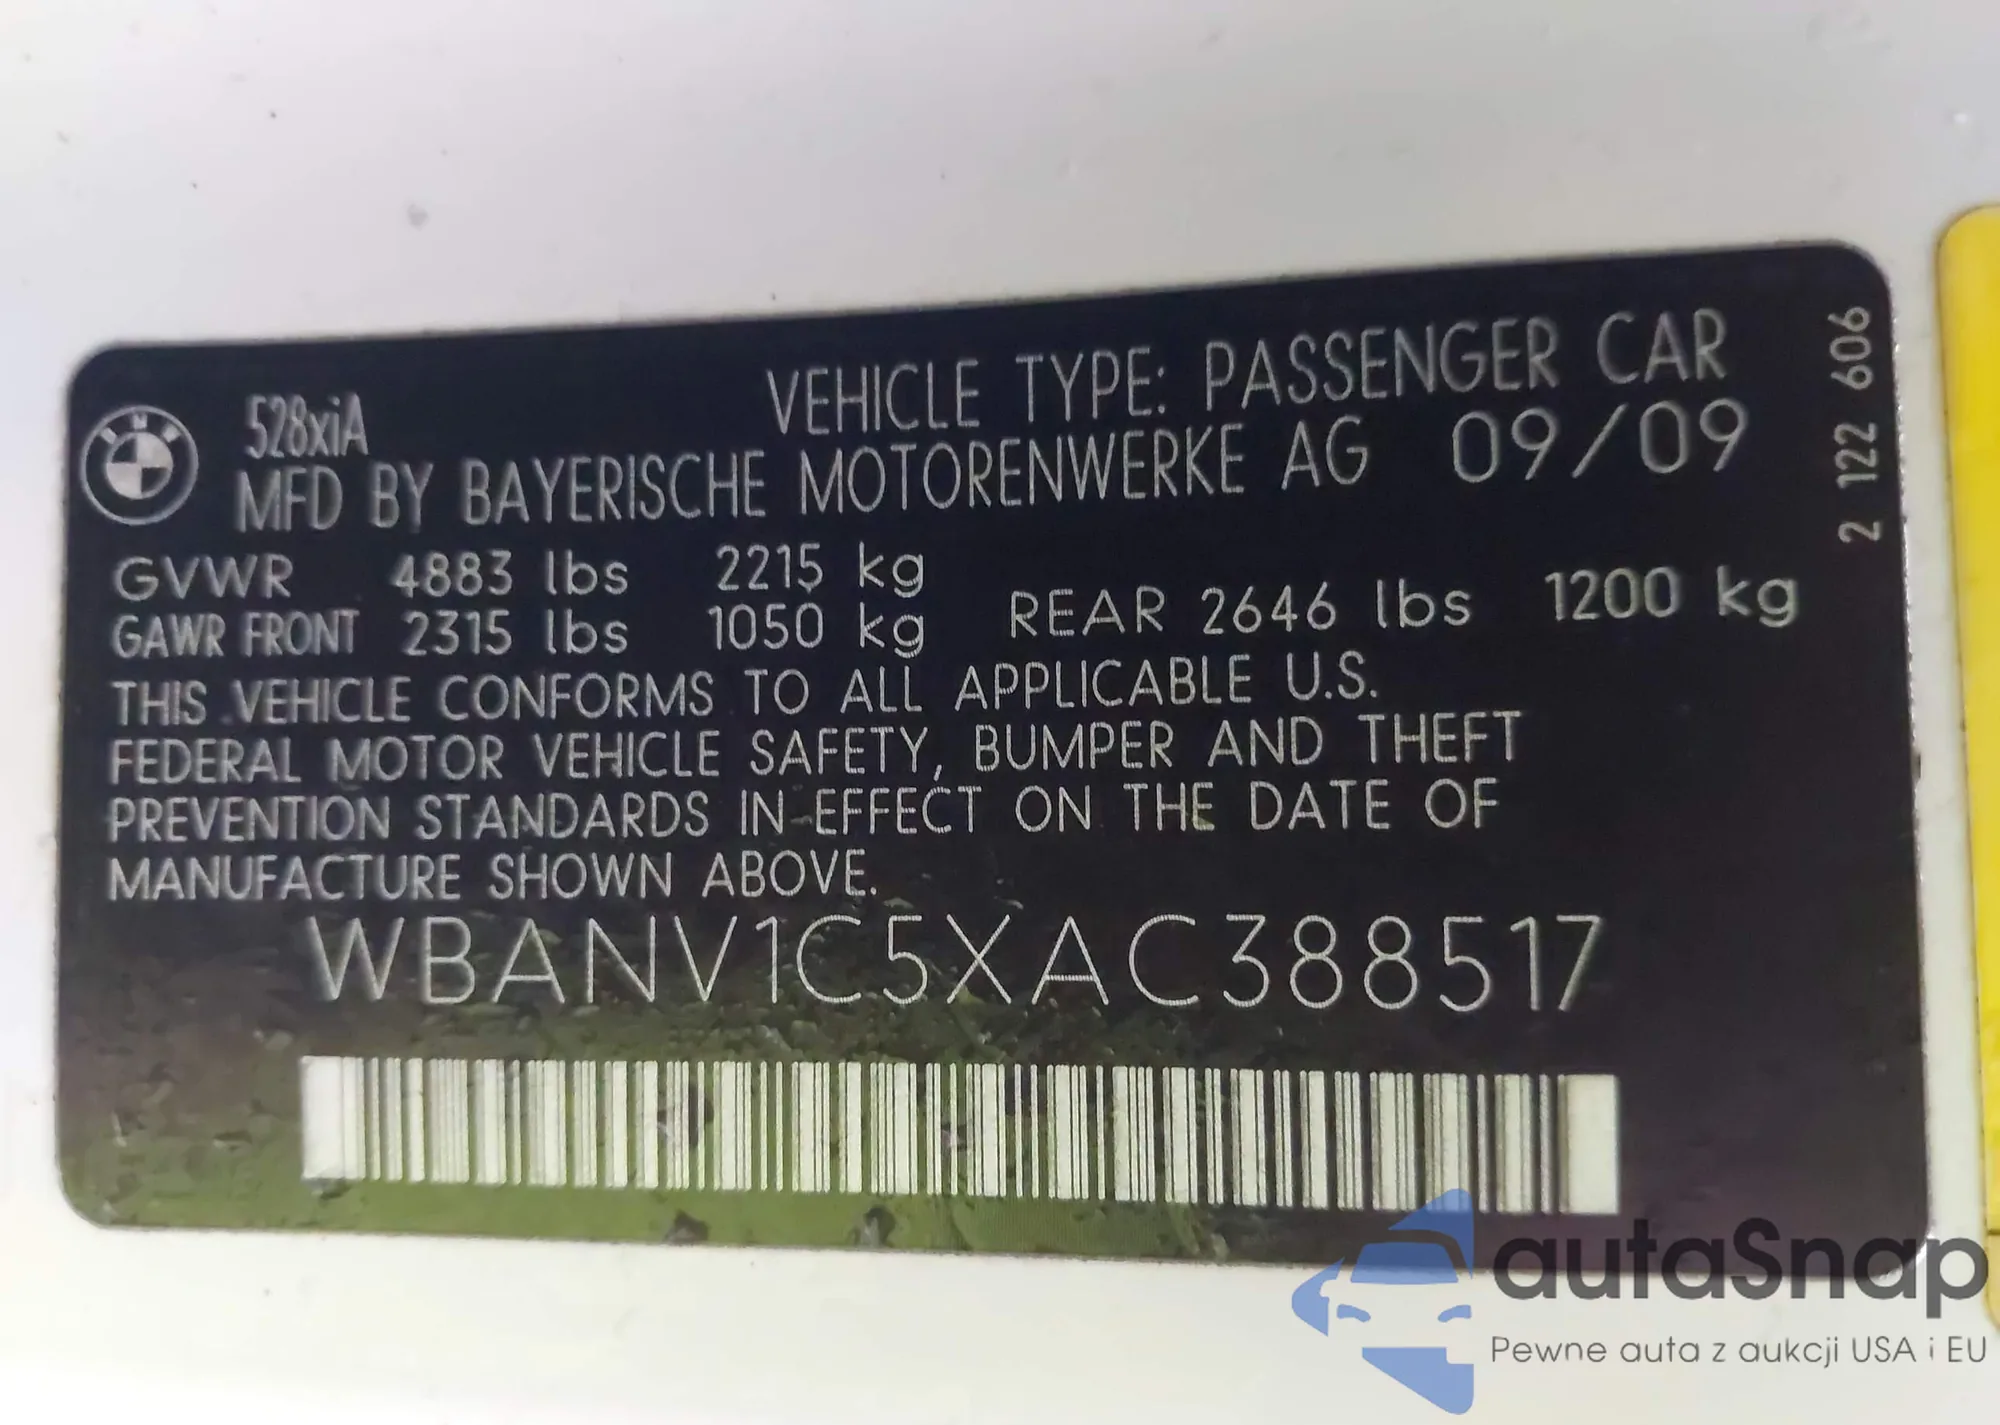 BMW
528xiA
VEHICLE TYPE: PASSENGER CAR
MFD BY BAYERISCHE MOTORENWERKE AG 09/09
GVWR 4883 lbs 2215 kg
GAWR FRONT 2315 lbs 1050 kg REAR 2646 lbs 1200 kg
THIS VEHICLE CONFORMS TO ALL APPLICABLE U.S.
FEDERAL MOTOR VEHICLE SAFETY, BUMPER AND THEFT
PREVENTION STANDARDS IN EFFECT ON THE DATE OF
MANUFACTURE SHOWN ABOVE.
WBANV1C5XAC388517
2 122 606
autaSnap
Pewne auta z aukcji USA i EU